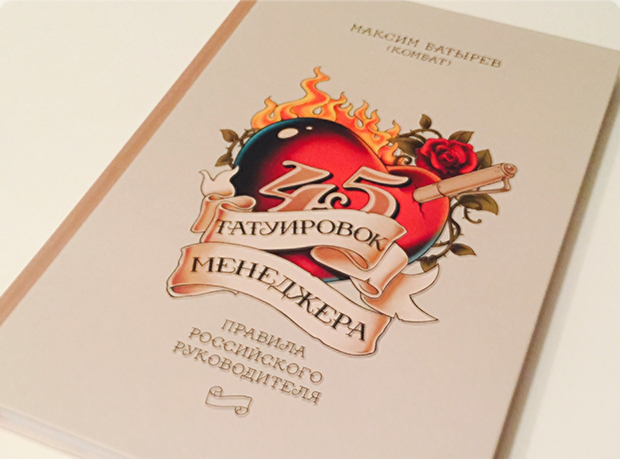 МАКСИМ БАТЫРЕВ
(КОМБАТ)
45
ТАТУИРОВОК
МЕНЕДЖЕРА
ПРАВИЛА
РОССИЙСКОГО
РУКОВОДИТЕЛЯ